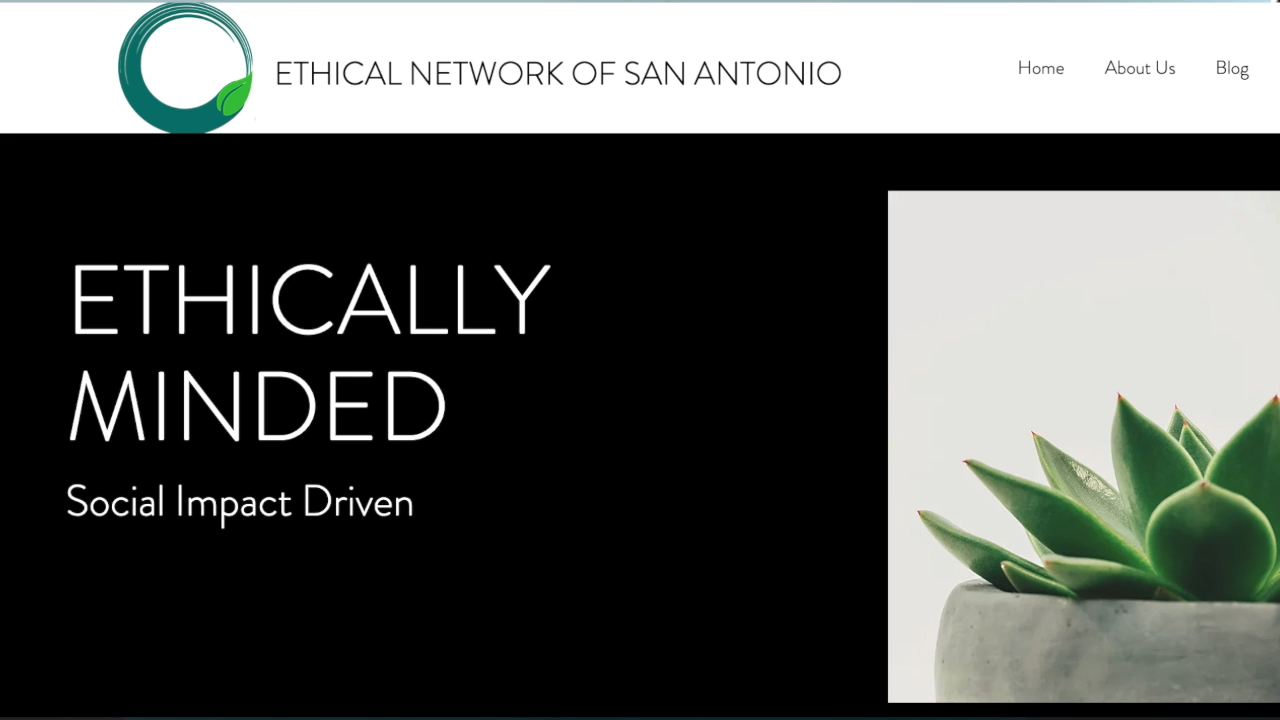 ETHICAL NETWORK OF SAN ANTONIO
Home About Us Blog
ETHICALLY
MINDED
Social Impact Driven